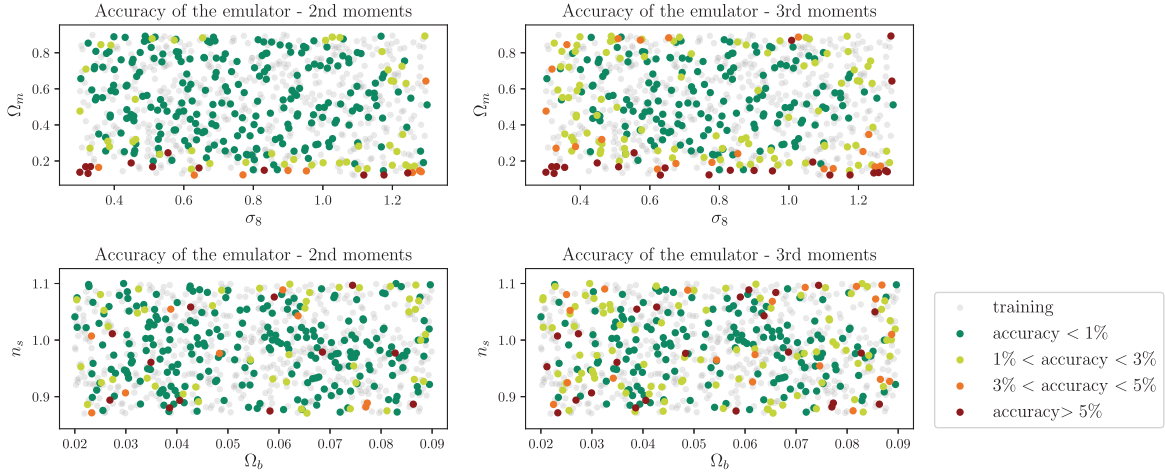 Accuracy of the emulator - 2nd moments
Accuracy of the emulator - 3rd moments
0.8
0.6
0.4
0.2
Ωm
0.4
0.6
0.8
1.0
1.2
σ8
0.8
0.6
0.4
0.2
Ωm
0.4
0.6
0.8
1.0
1.2
σ8
Accuracy of the emulator - 2nd moments
Accuracy of the emulator - 3rd moments
1.1
1.0
0.9
ns
0.02
0.03
0.04
0.05
0.06
0.07
0.08
0.09
Ωb
1.1
1.0
0.9
ns
0.02
0.03
0.04
0.05
0.06
0.07
0.08
0.09
Ωb
training
accuracy < 1%
1% < accuracy < 3%
3% < accuracy < 5%
accuracy> 5%